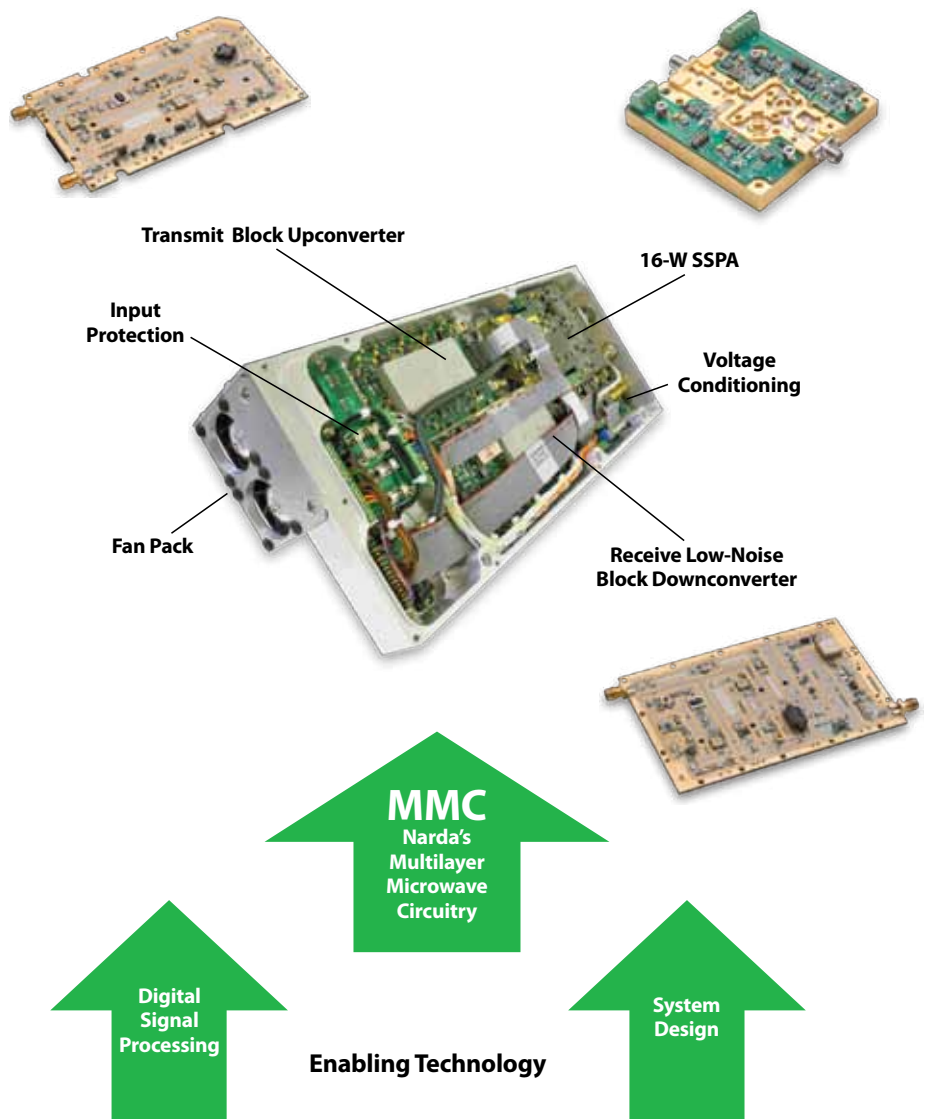 Transmit Block Upconverter
16-W SSPA
Input
Protection
Voltage
Conditioning
Fan Pack
Receive Low-Noise
Block Downconverter
MMC
Narda's
Multilayer
Microwave
Circuitry
Digital
Signal
Processing
System
Design
Enabling Technology